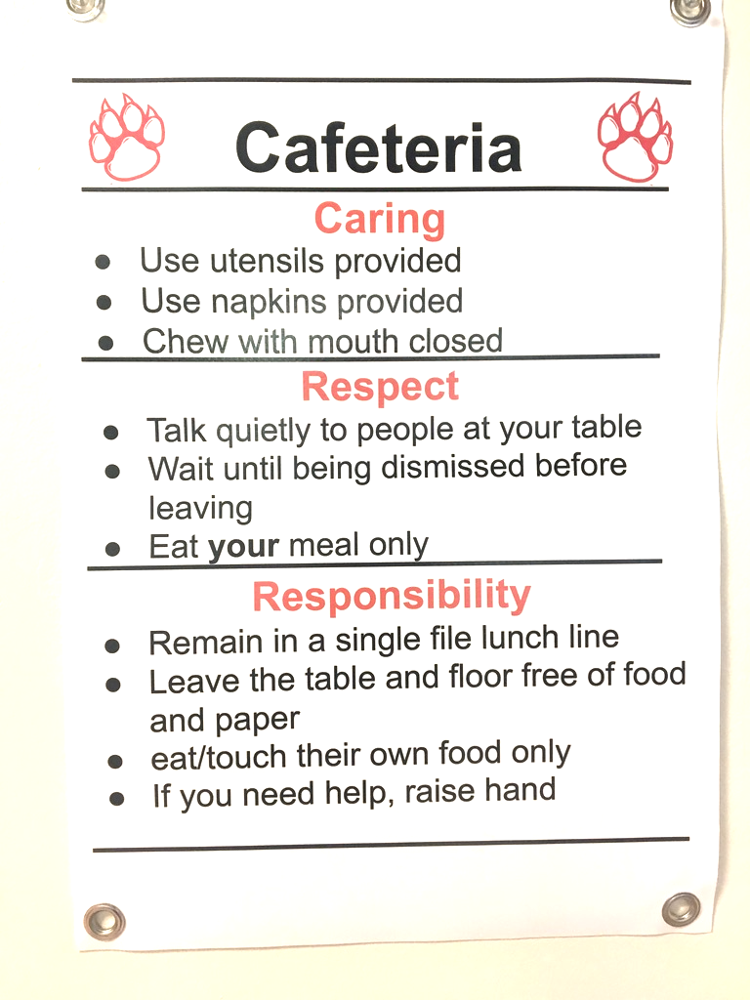 Cafeteria
Caring
● Use utensils provided
● Use napkins provided
● Chew with mouth closed
Respect
● Talk quietly to people at your table
● Wait until being dismissed before
leaving
● Eat your meal only
Responsibility
● Remain in a single file lunch line
● Leave the table and floor free of food
and paper
● eat/touch their own food only
● If you need help, raise hand